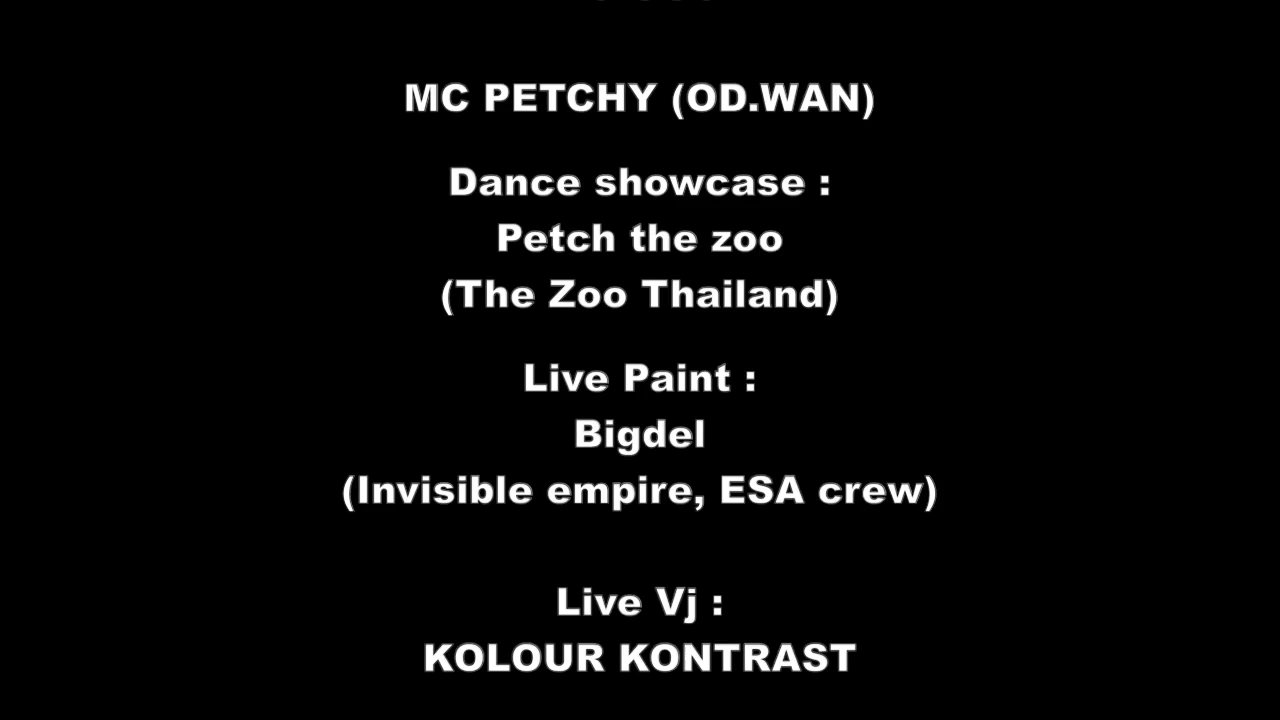 MC PETCHY (OD.WAN)
Dance showcase :
Petch the zoo
(The Zoo Thailand)
Live Paint :
Bigdel
(Invisible empire, ESA crew)
Live Vj :
KOLOUR KONTRAST